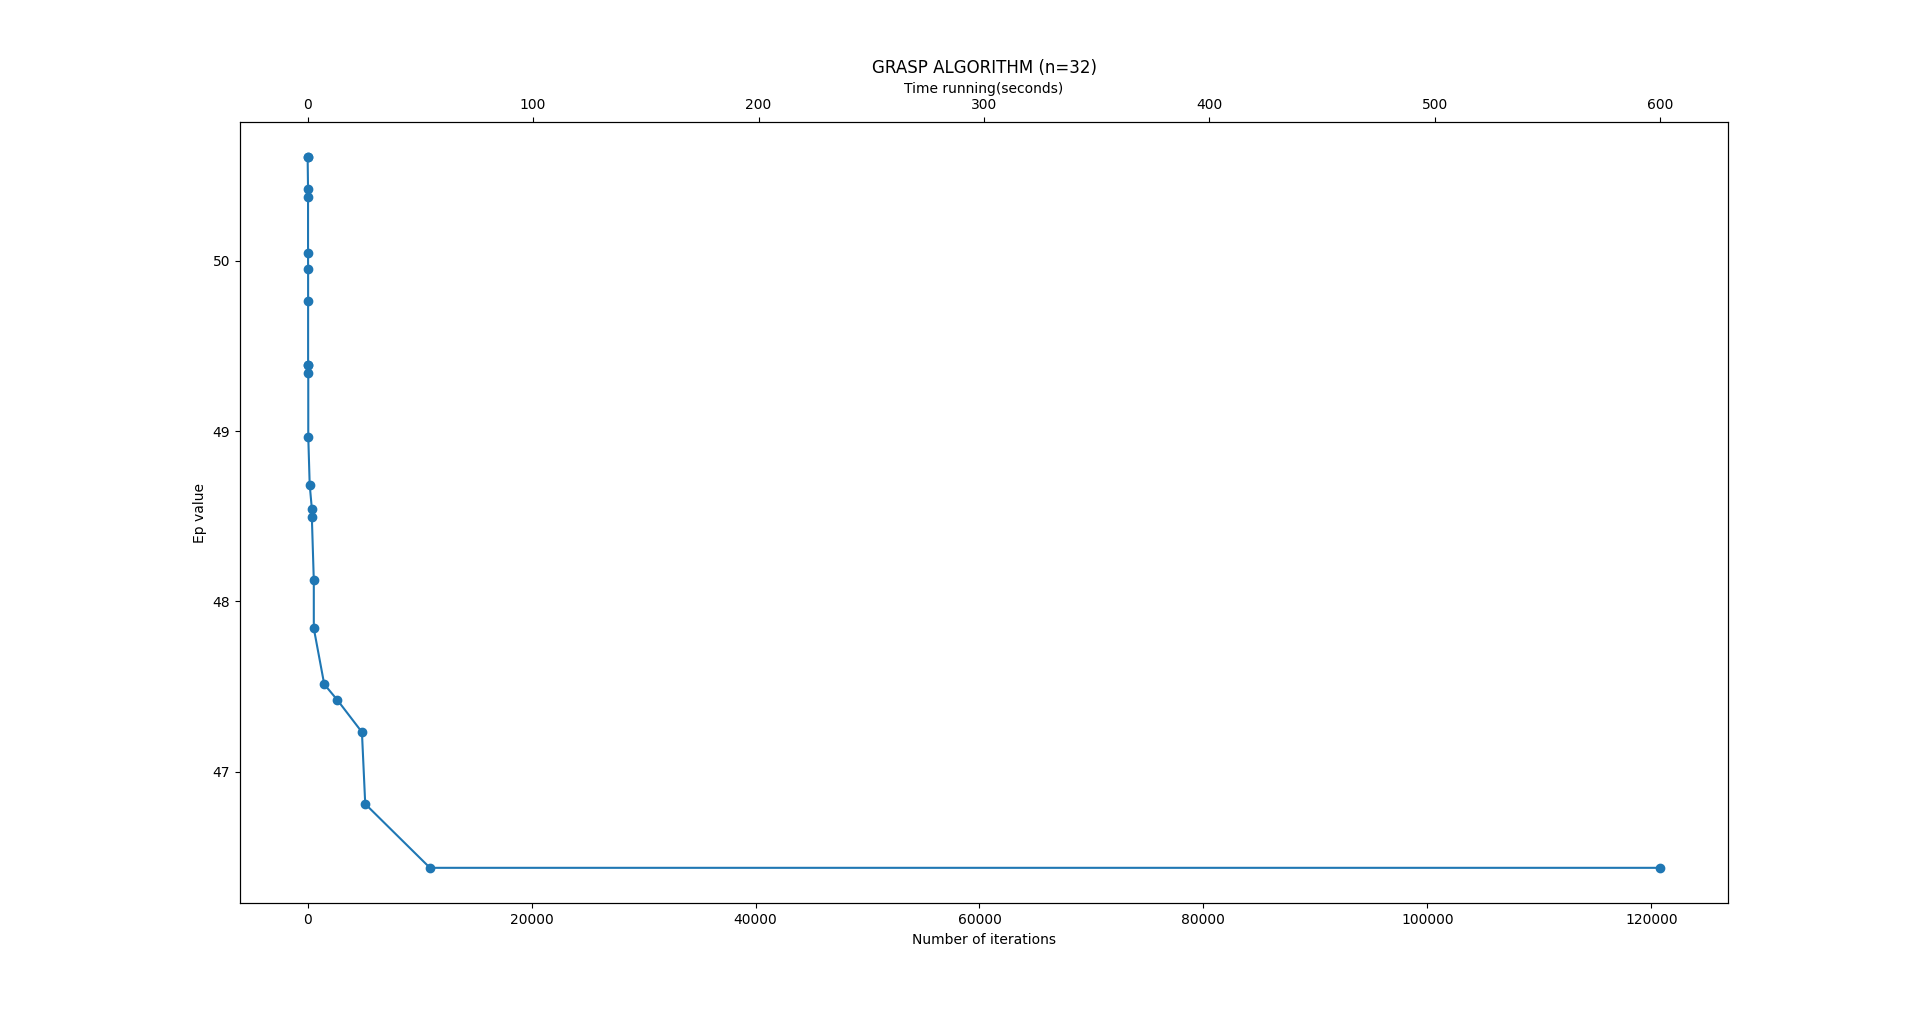 GRASP ALGORITHM (n=32)
Time running(seconds)
0 100 200 300 400 500 600
50
49
48
47
Ep value
0 20000 40000 60000 80000 100000 120000
Number of iterations